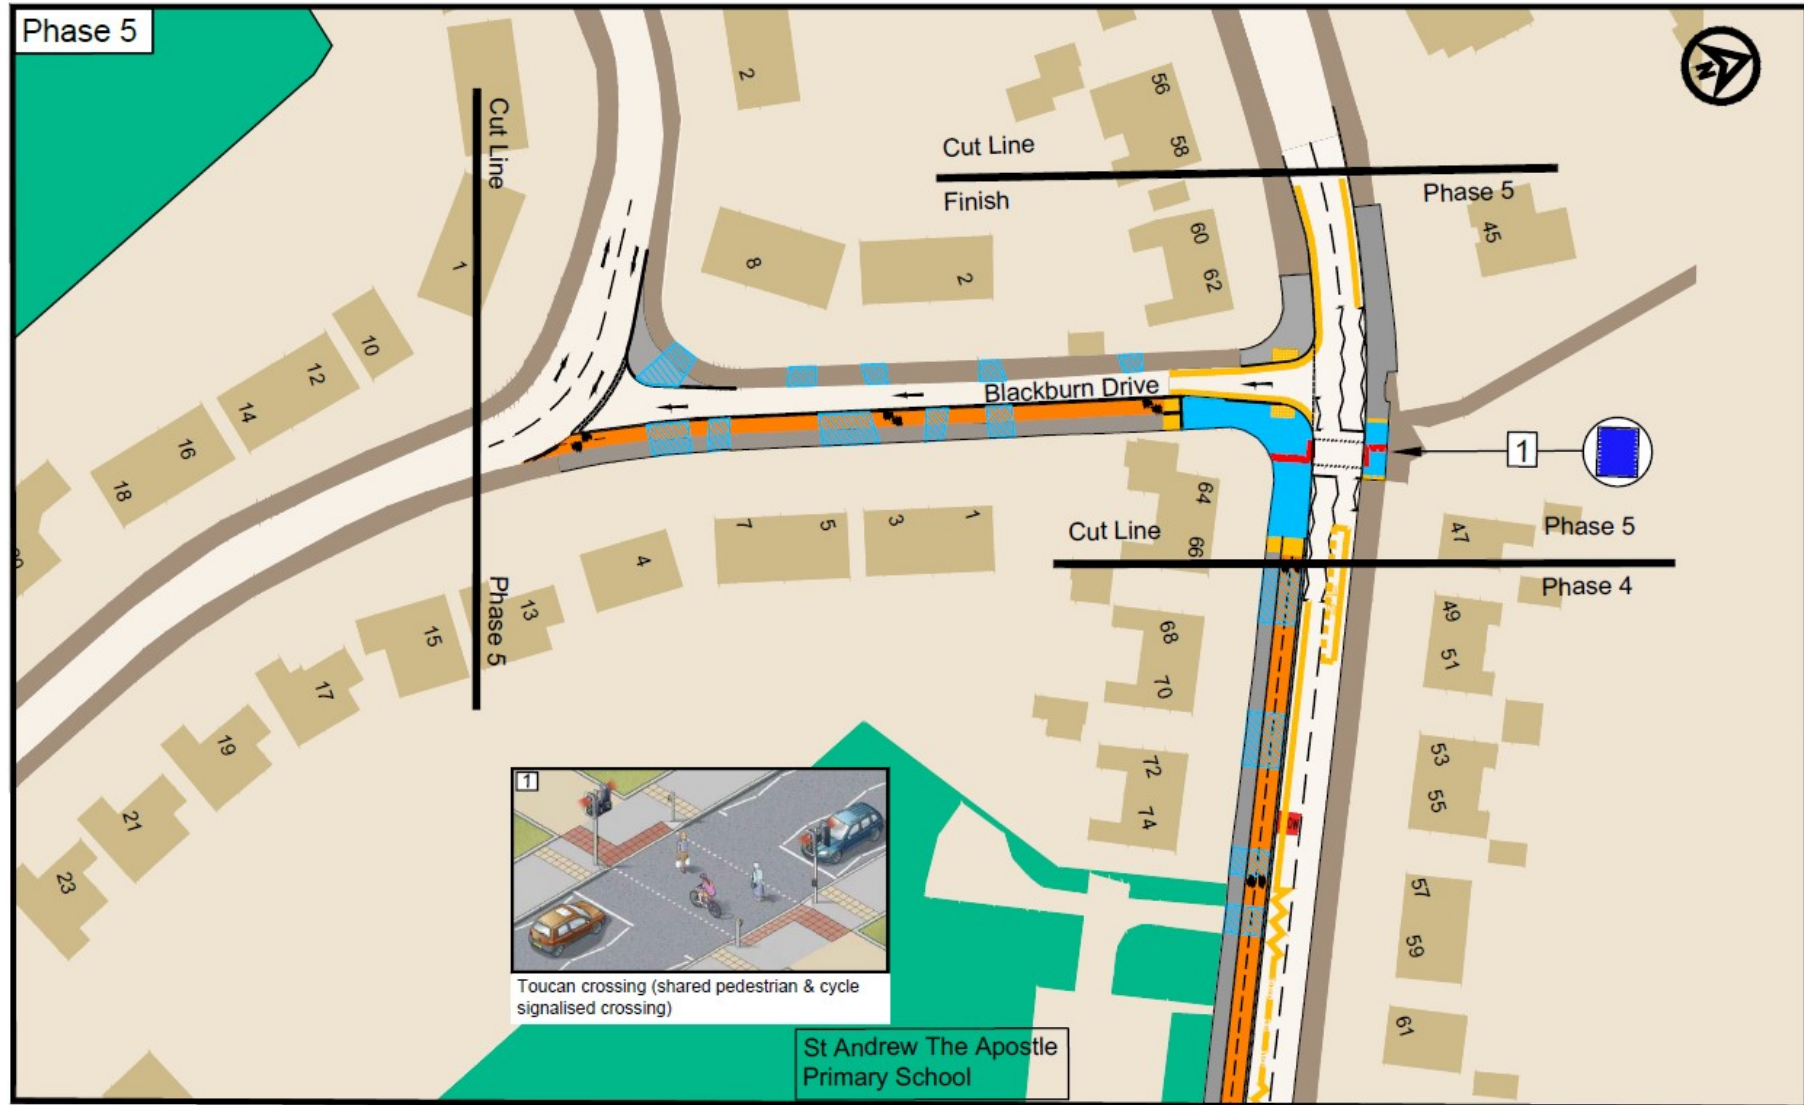 Phase 5
Cut Line
Phase 5
Cut Line
Finish
Phase 5
Blackburn Drive
Cut Line
Phase 5
Phase 4
N
1
1
Toucan crossing (shared pedestrian & cycle
signalised crossing)
St Andrew The Apostle
Primary School
2
56
58
60
62
45
1
8
2
10
12
14
16
18
64
66
47
7
5
3
1
4
13
15
17
19
21
23
68
70
49
51
72
74
53
55
57
59
61